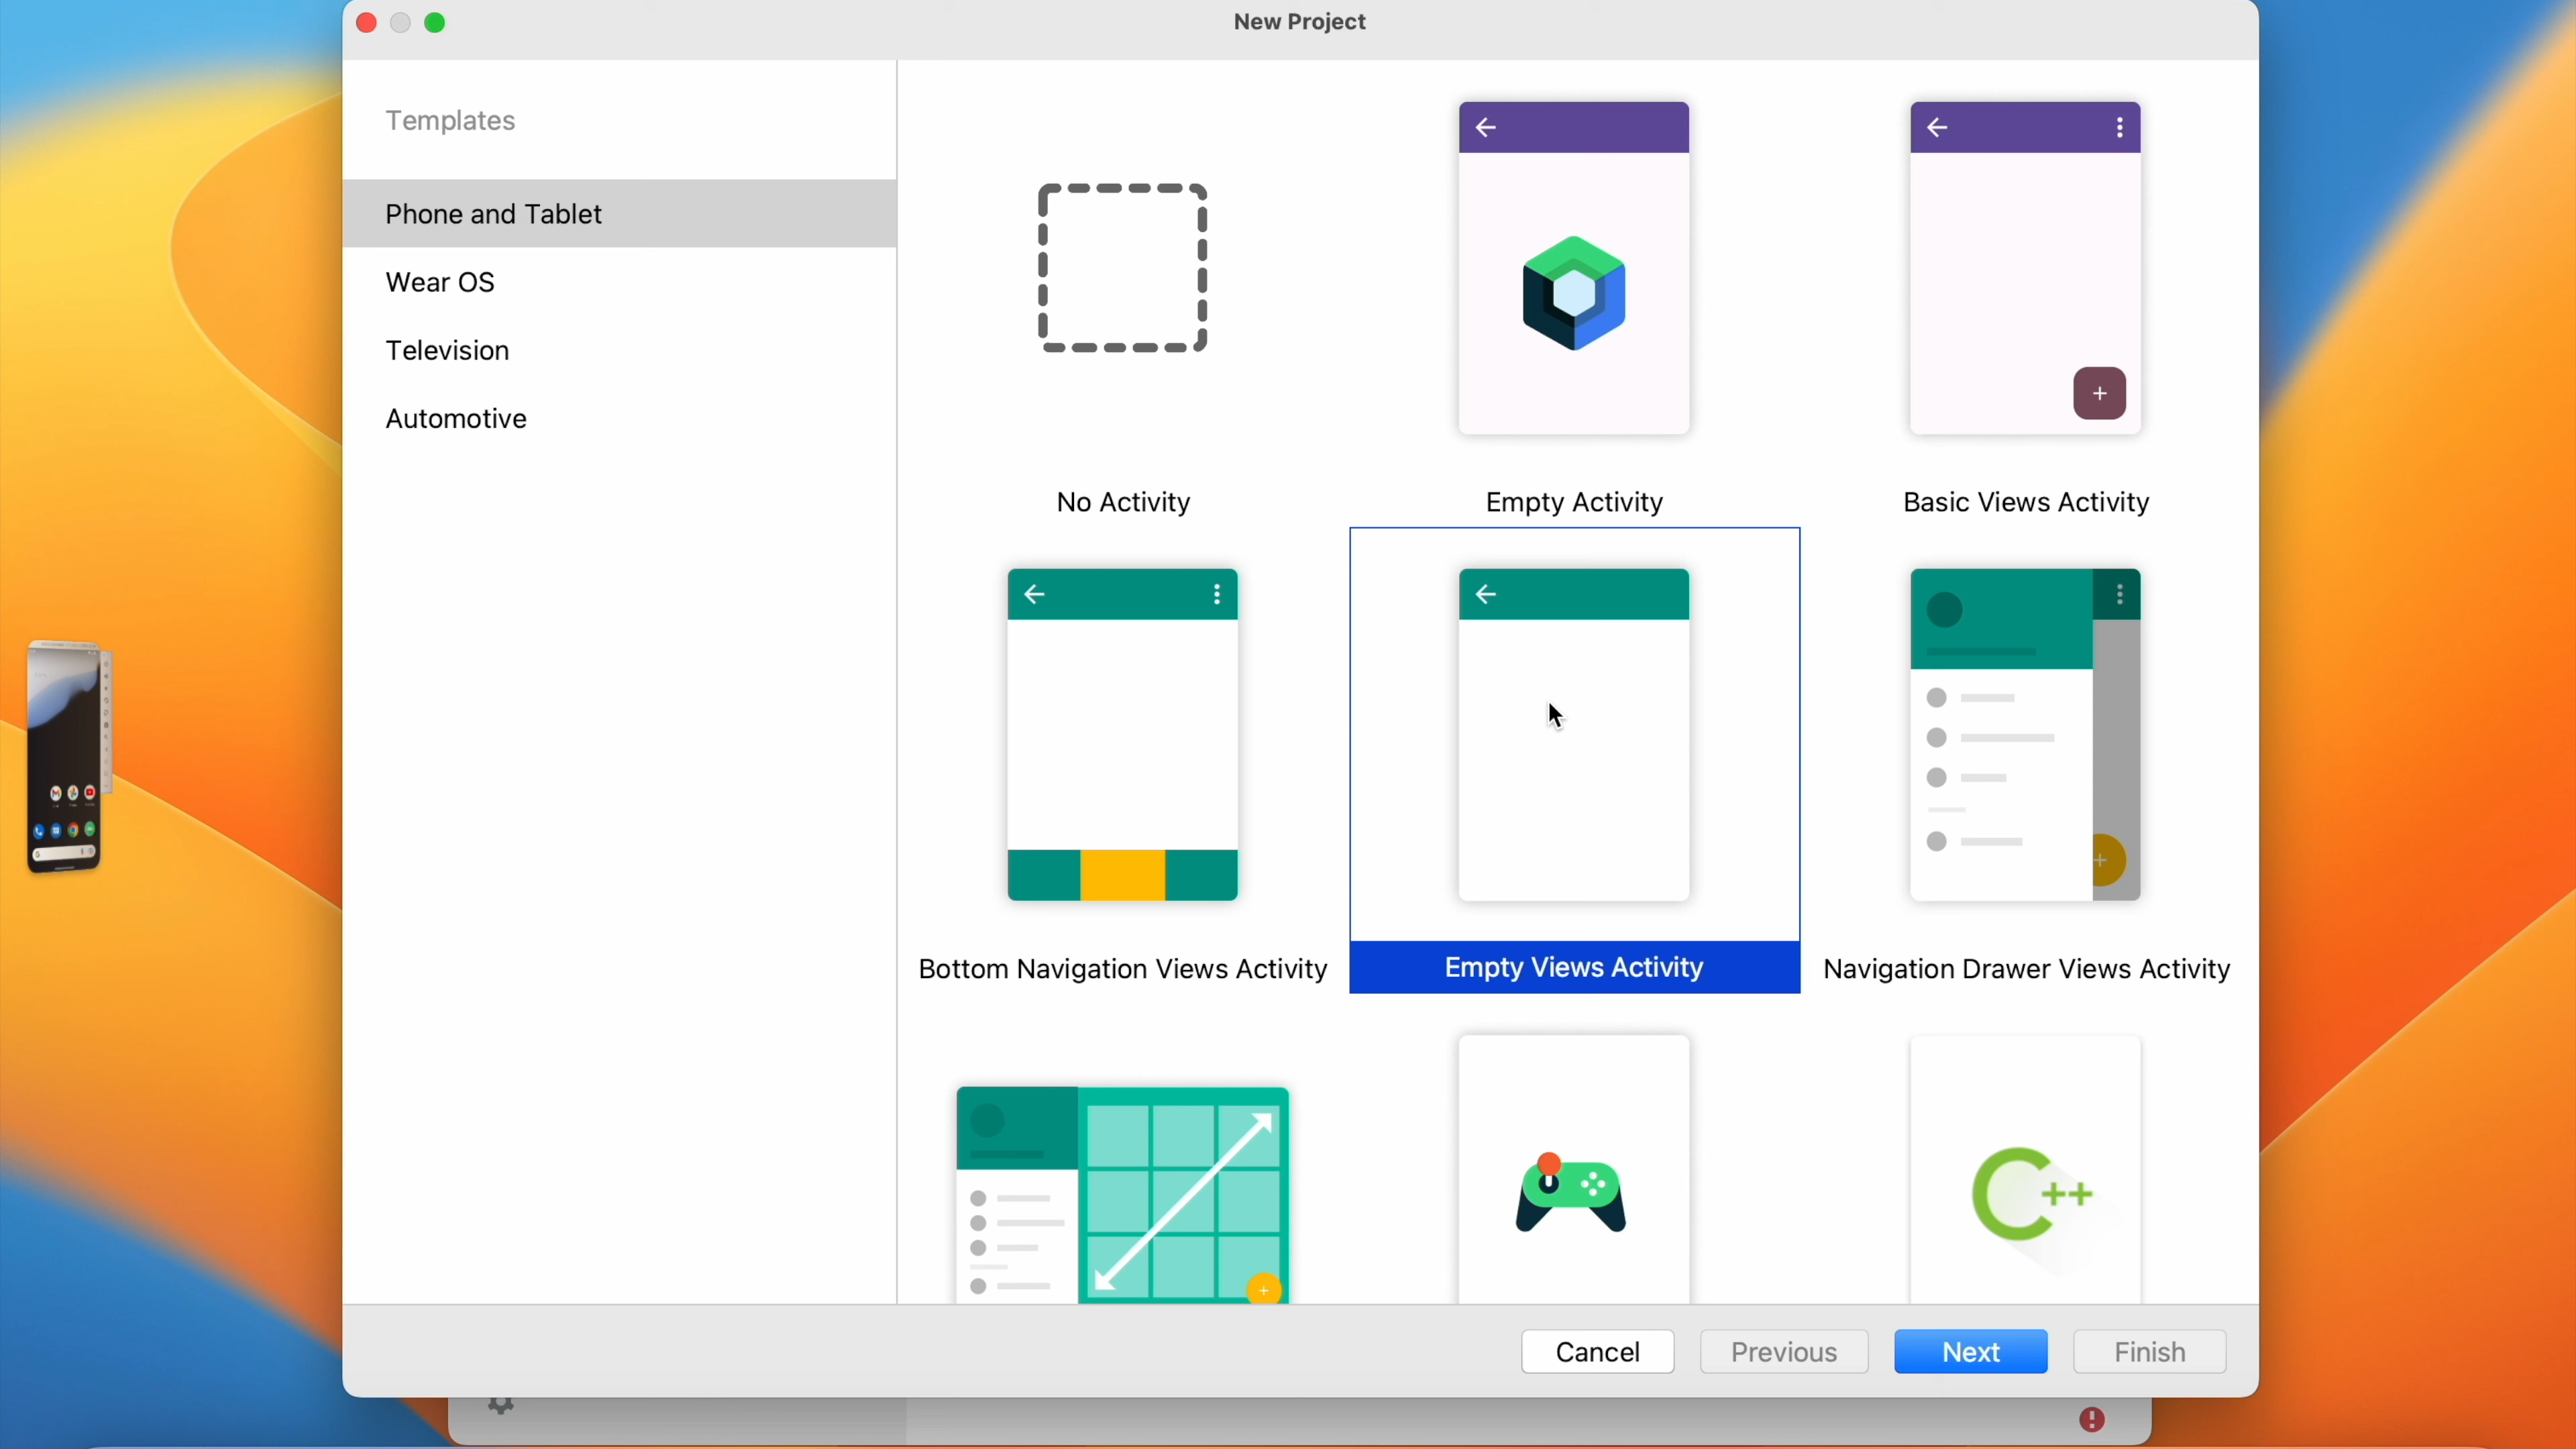 New Project
Templates
Phone and Tablet
Wear OS
Television
Automotive
No Activity
Empty Activity
Basic Views Activity
Bottom Navigation Views Activity
Empty Views Activity
Navigation Drawer Views Activity
C++
Cancel
Previous
Next
Finish